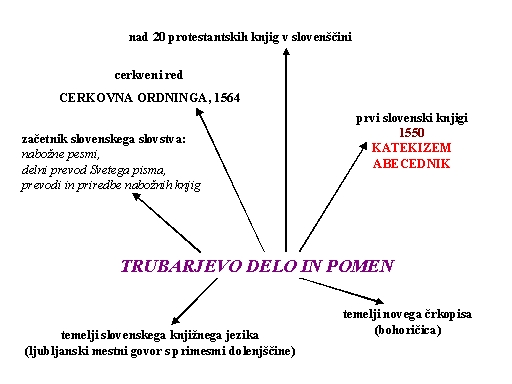 nad 20 protestantskih knjig v slovenščini
cerkveni red
CERKOVNA ORDNINGA, 1564
prvi slovenski knjigi
1550
KATEKIZEM
ABECEDNIK
začetnik slovenskega slovstva:
nabožne pesmi,
delni prevod Svetega pisma,
prevodi in priredbe nabožnih knjig
TRUBARJEVO DELO IN POMEN
temelji novega črkopisa
(bohoričica)
temelji slovenskega knjižnega jezika
(ljubljanski mestni govor s primesmi dolenjščine)